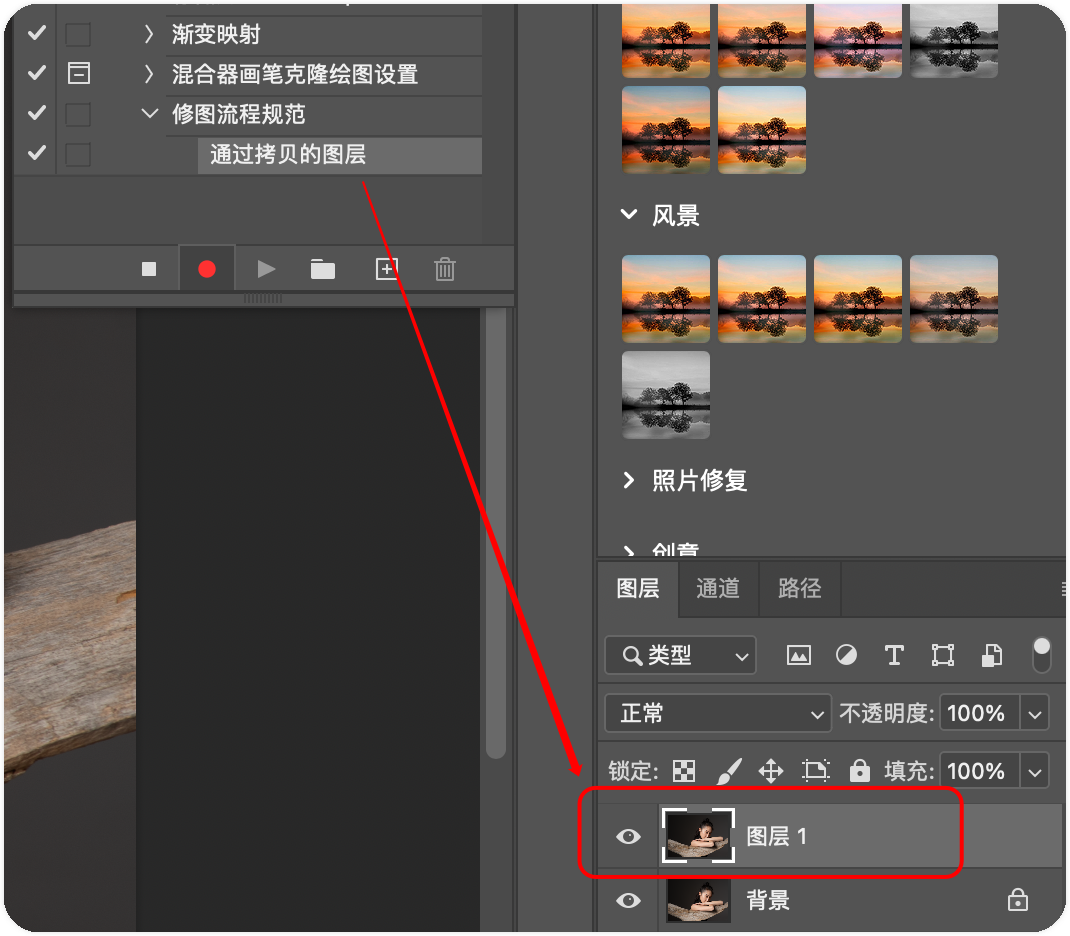 渐变映射
混合器画笔克隆绘图设置
修图流程规范
通过拷贝的图层
风景
照片修复
创意
图层
通道
路径
类型
正常
不透明度: 100%
锁定:
填充: 100%
图层 1
背景